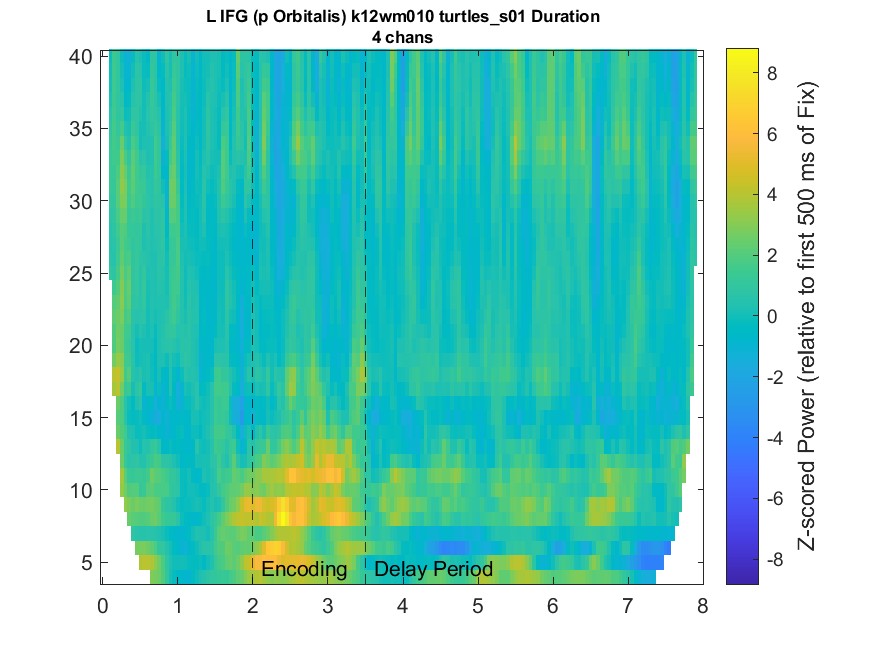 L IFG (p Orbitalis) k12wm010 turtles_s01 Duration
4 chans
40
35
30
25
20
15
10
5
Encoding
Delay Period
0 1 2 3 4 5 6 7 8
8
6
4
2
0
-2
-4
-6
-8
Z-scored Power (relative to first 500 ms of Fix)